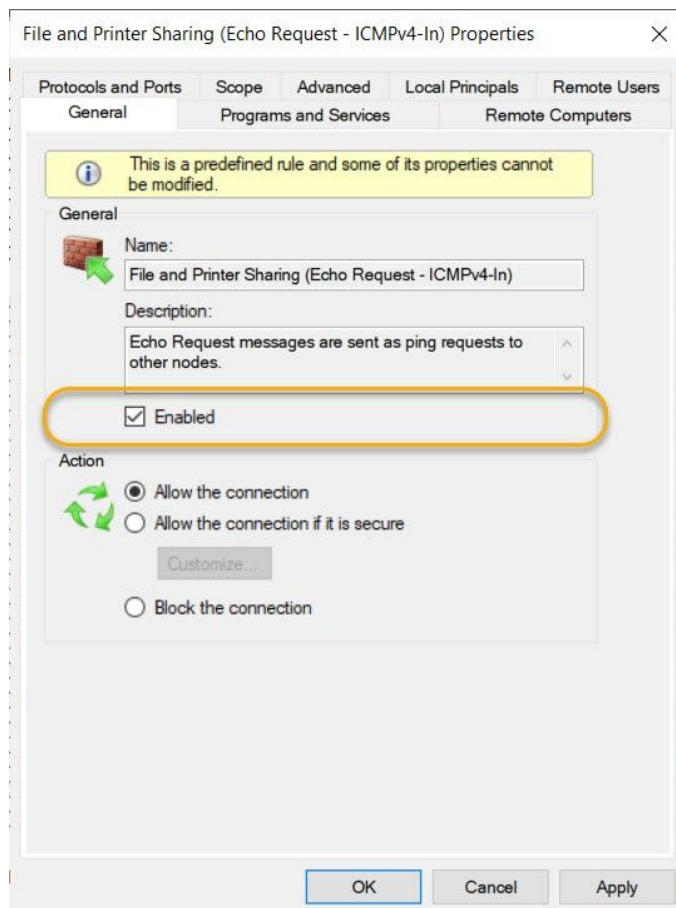 File and Printer Sharing (Echo Request - ICMPv4-In) Properties
Protocols and Ports Scope Advanced Local Principals Remote Users
General Programs and Services Remote Computers
This is a predefined rule and some of its properties cannot
be modified.
General
Name:
File and Printer Sharing (Echo Request - ICMPv4-In)
Description:
Echo Request messages are sent as ping requests to
other nodes.
Enabled
Action
Allow the connection
Allow the connection if it is secure
Customize...
Block the connection
OK Cancel Apply